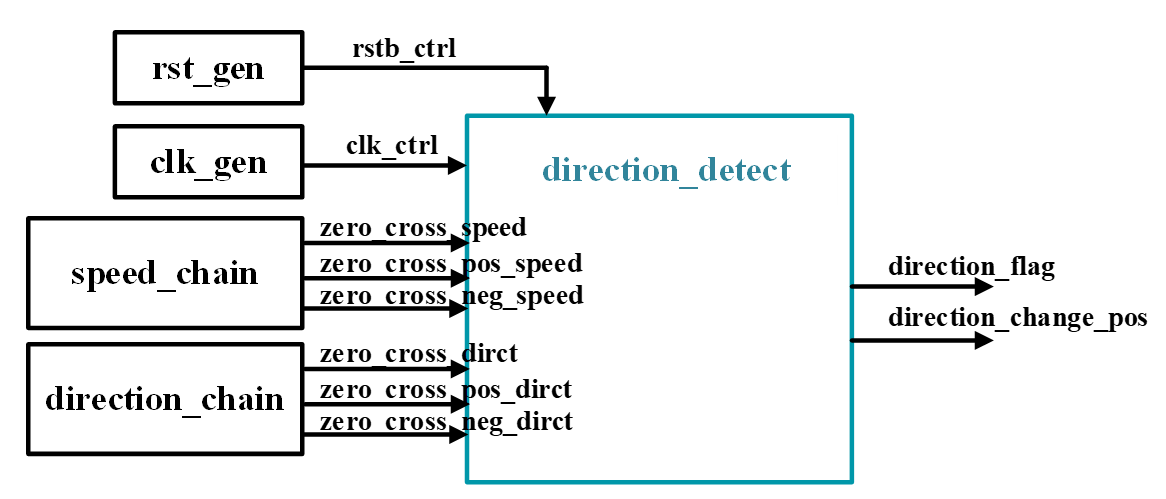 rst_gen
rstb_ctrl
clk_gen
clk_ctrl
direction_detect
speed_chain
zero_cross_speed
zero_cross_pos_speed
zero_cross_neg_speed
direction_chain
zero_cross_dirct
zero_cross_pos_dirct
zero_cross_neg_dirct
direction_flag
direction_change_pos